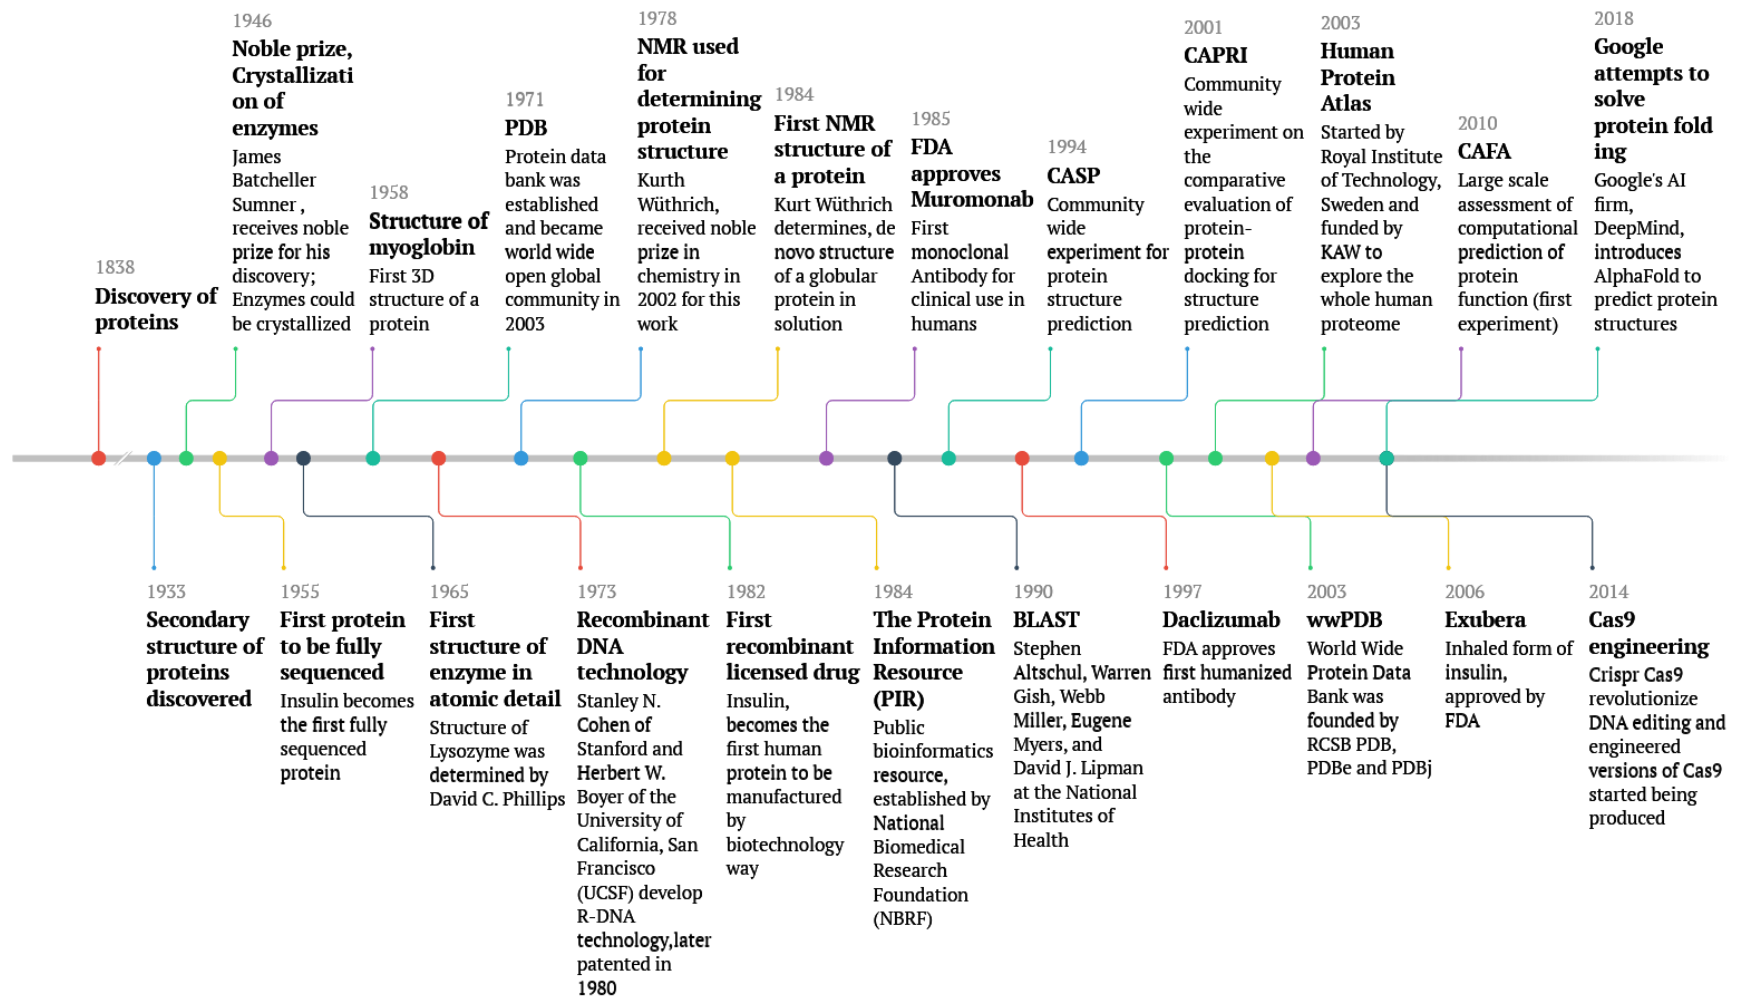 1838
Discovery of
proteins
1946
Noble prize,
Crystallizati
on of
enzymes
James
Batcheller
Sumner ,
receives noble
prize for his
discovery;
Enzymes could
be crystallized
1958
Structure of
myoglobin
First 3D
structure of a
protein
1971
PDB
Protein data
bank was
established
and became
world wide
open global
community in
2003
1978
NMR used
for
determining
protein
structure
Kurth
Wüthrich,
received noble
prize in
chemistry in
2002 for this
work
1984
First NMR
structure of
a protein
Kurt Wüthrich
determines, de
novo structure
of a globular
protein in
solution
1985
FDA
approves
Muromonab
First
monoclonal
Antibody for
clinical use in
humans
1994
CASP
Community
wide
experiment for
protein
structure
prediction
2001
CAPRI
Community
wide
experiment on
the
comparative
evaluation of
protein-
protein
docking for
structure
prediction
2003
Human
Protein
Atlas
Started by
Royal Institute
of Technology,
Sweden and
funded by
KAW to
explore the
whole human
proteome
2010
CAFA
Large scale
assessment of
computational
prediction of
protein
function (first
experiment)
2018
Google
attempts to
solve
protein fold
ing
Google's AI
firm,
DeepMind,
introduces
AlphaFold to
predict protein
structures
1933
Secondary
structure of
proteins
discovered
1955
First protein
to be fully
sequenced
Insulin becomes
the first fully
sequenced
protein
1965
First
structure of
enzyme in
atomic detail
Structure of
Lysozyme was
determined by
David C. Phillips
1973
Recombinant
DNA
technology
Stanley N.
Cohen of
Stanford and
Herbert W.
Boyer of the
University of
California, San
Francisco
(UCSF) develop
R-DNA
technology,later
patented in
1980
1982
First
recombinant
licensed drug
Insulin,
becomes the
first human
protein to be
manufactured
by
biotechnology
way
1984
The Protein
Information
Resource
(PIR)
Public
bioinformatics
resource,
established by
National
Biomedical
Research
Foundation
(NBRF)
1990
BLAST
Stephen
Altschul, Warren
Gish, Webb
Miller, Eugene
Myers, and
David J. Lipman
at the National
Institutes of
Health
1997
Daclizumab
FDA approves
first humanized
antibody
2003
wwPDB
World Wide
Protein Data
Bank was
founded by
RCSB PDB,
PDBe and PDBj
2006
Exubera
Inhaled form of
insulin,
approved by
FDA
2014
Cas9
engineering
Crispr Cas9
revolutionize
DNA editing and
engineered
versions of Cas9
started being
produced